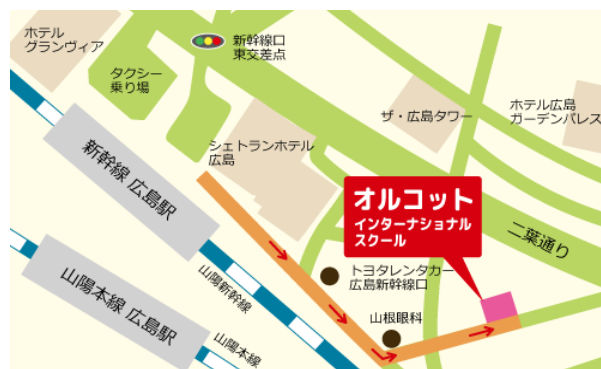 ホテル
グランヴィア
新幹線口
東交差点
タクシー
乗り場
ザ・広島タワー
ホテル広島
ガーデンパレス
シェトランホテル
広島
新幹線 広島駅
オルコット
インターナショナル
スクール
二葉通り
山陽新幹線
トヨタレンタカー
広島新幹線口
山陽本線 広島駅
山根眼科
山陽本線